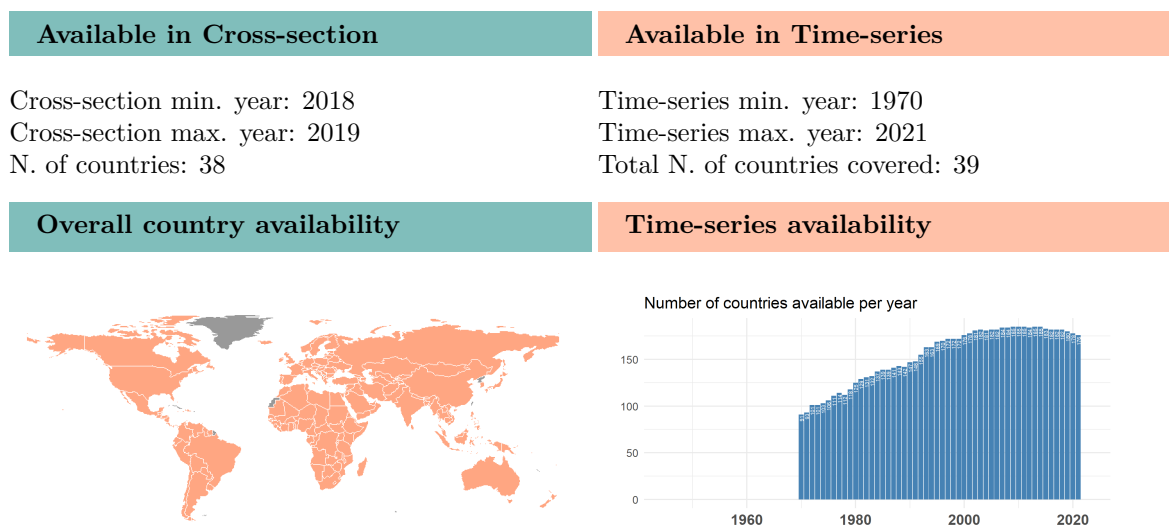 Available in Cross-section
Available in Time-series
Cross-section min. year: 2018
Cross-section max. year: 2019
N. of countries: 38
Time-series min. year: 1970
Time-series max. year: 2021
Total N. of countries covered: 39
Overall country availability
Time-series availability
Number of countries available per year
150
100
50
0
1960
1980
2000
2020